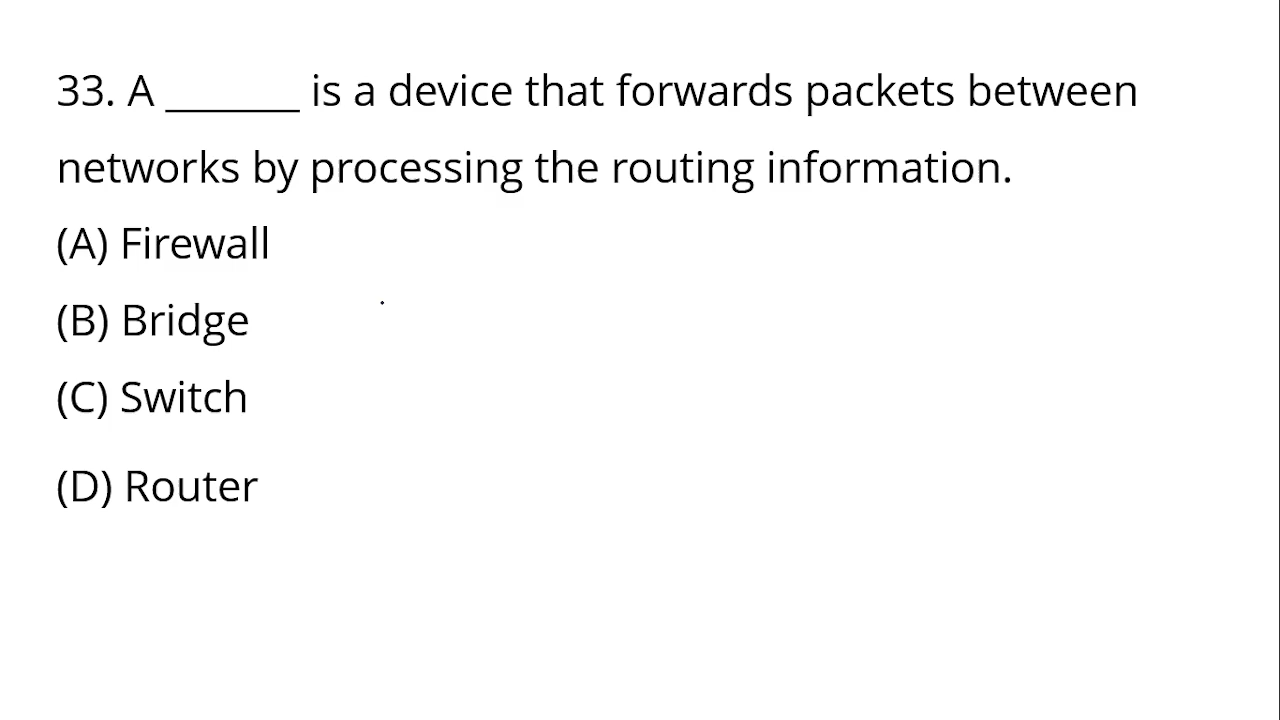 33. A _______ is a device that forwards packets between
networks by processing the routing information.
(A) Firewall
(B) Bridge
(C) Switch
(D) Router